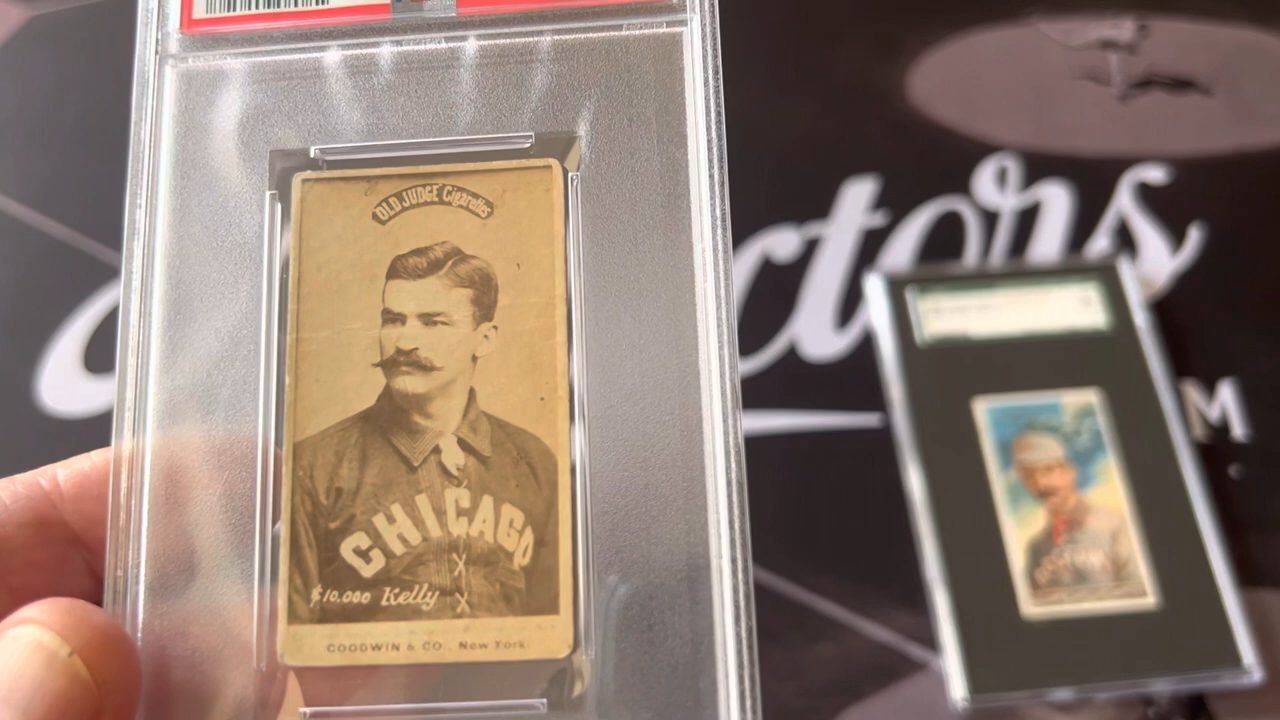 OLD JUDGE Cigarettes
CHICAGO
$10.000 Kelly
GOODWIN & CO., New York.
ctors
M